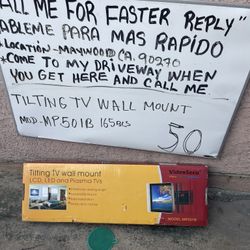 ALL ME FOR FASTER REPLY"
ABLEME PARA MAS RAPIDO
*LOCATION-MAYWOOD CA. 90270
*COME TO MY DRIVEWAY WHEN
YOU GET HERE AND CALL ME
TILTING TV WALL MOUNT
MOD-MP501B 165LBS
50
Tilting TV wall mount
LCD, LED and Plasma TVs
VideoSecu
MODEL: MP501B